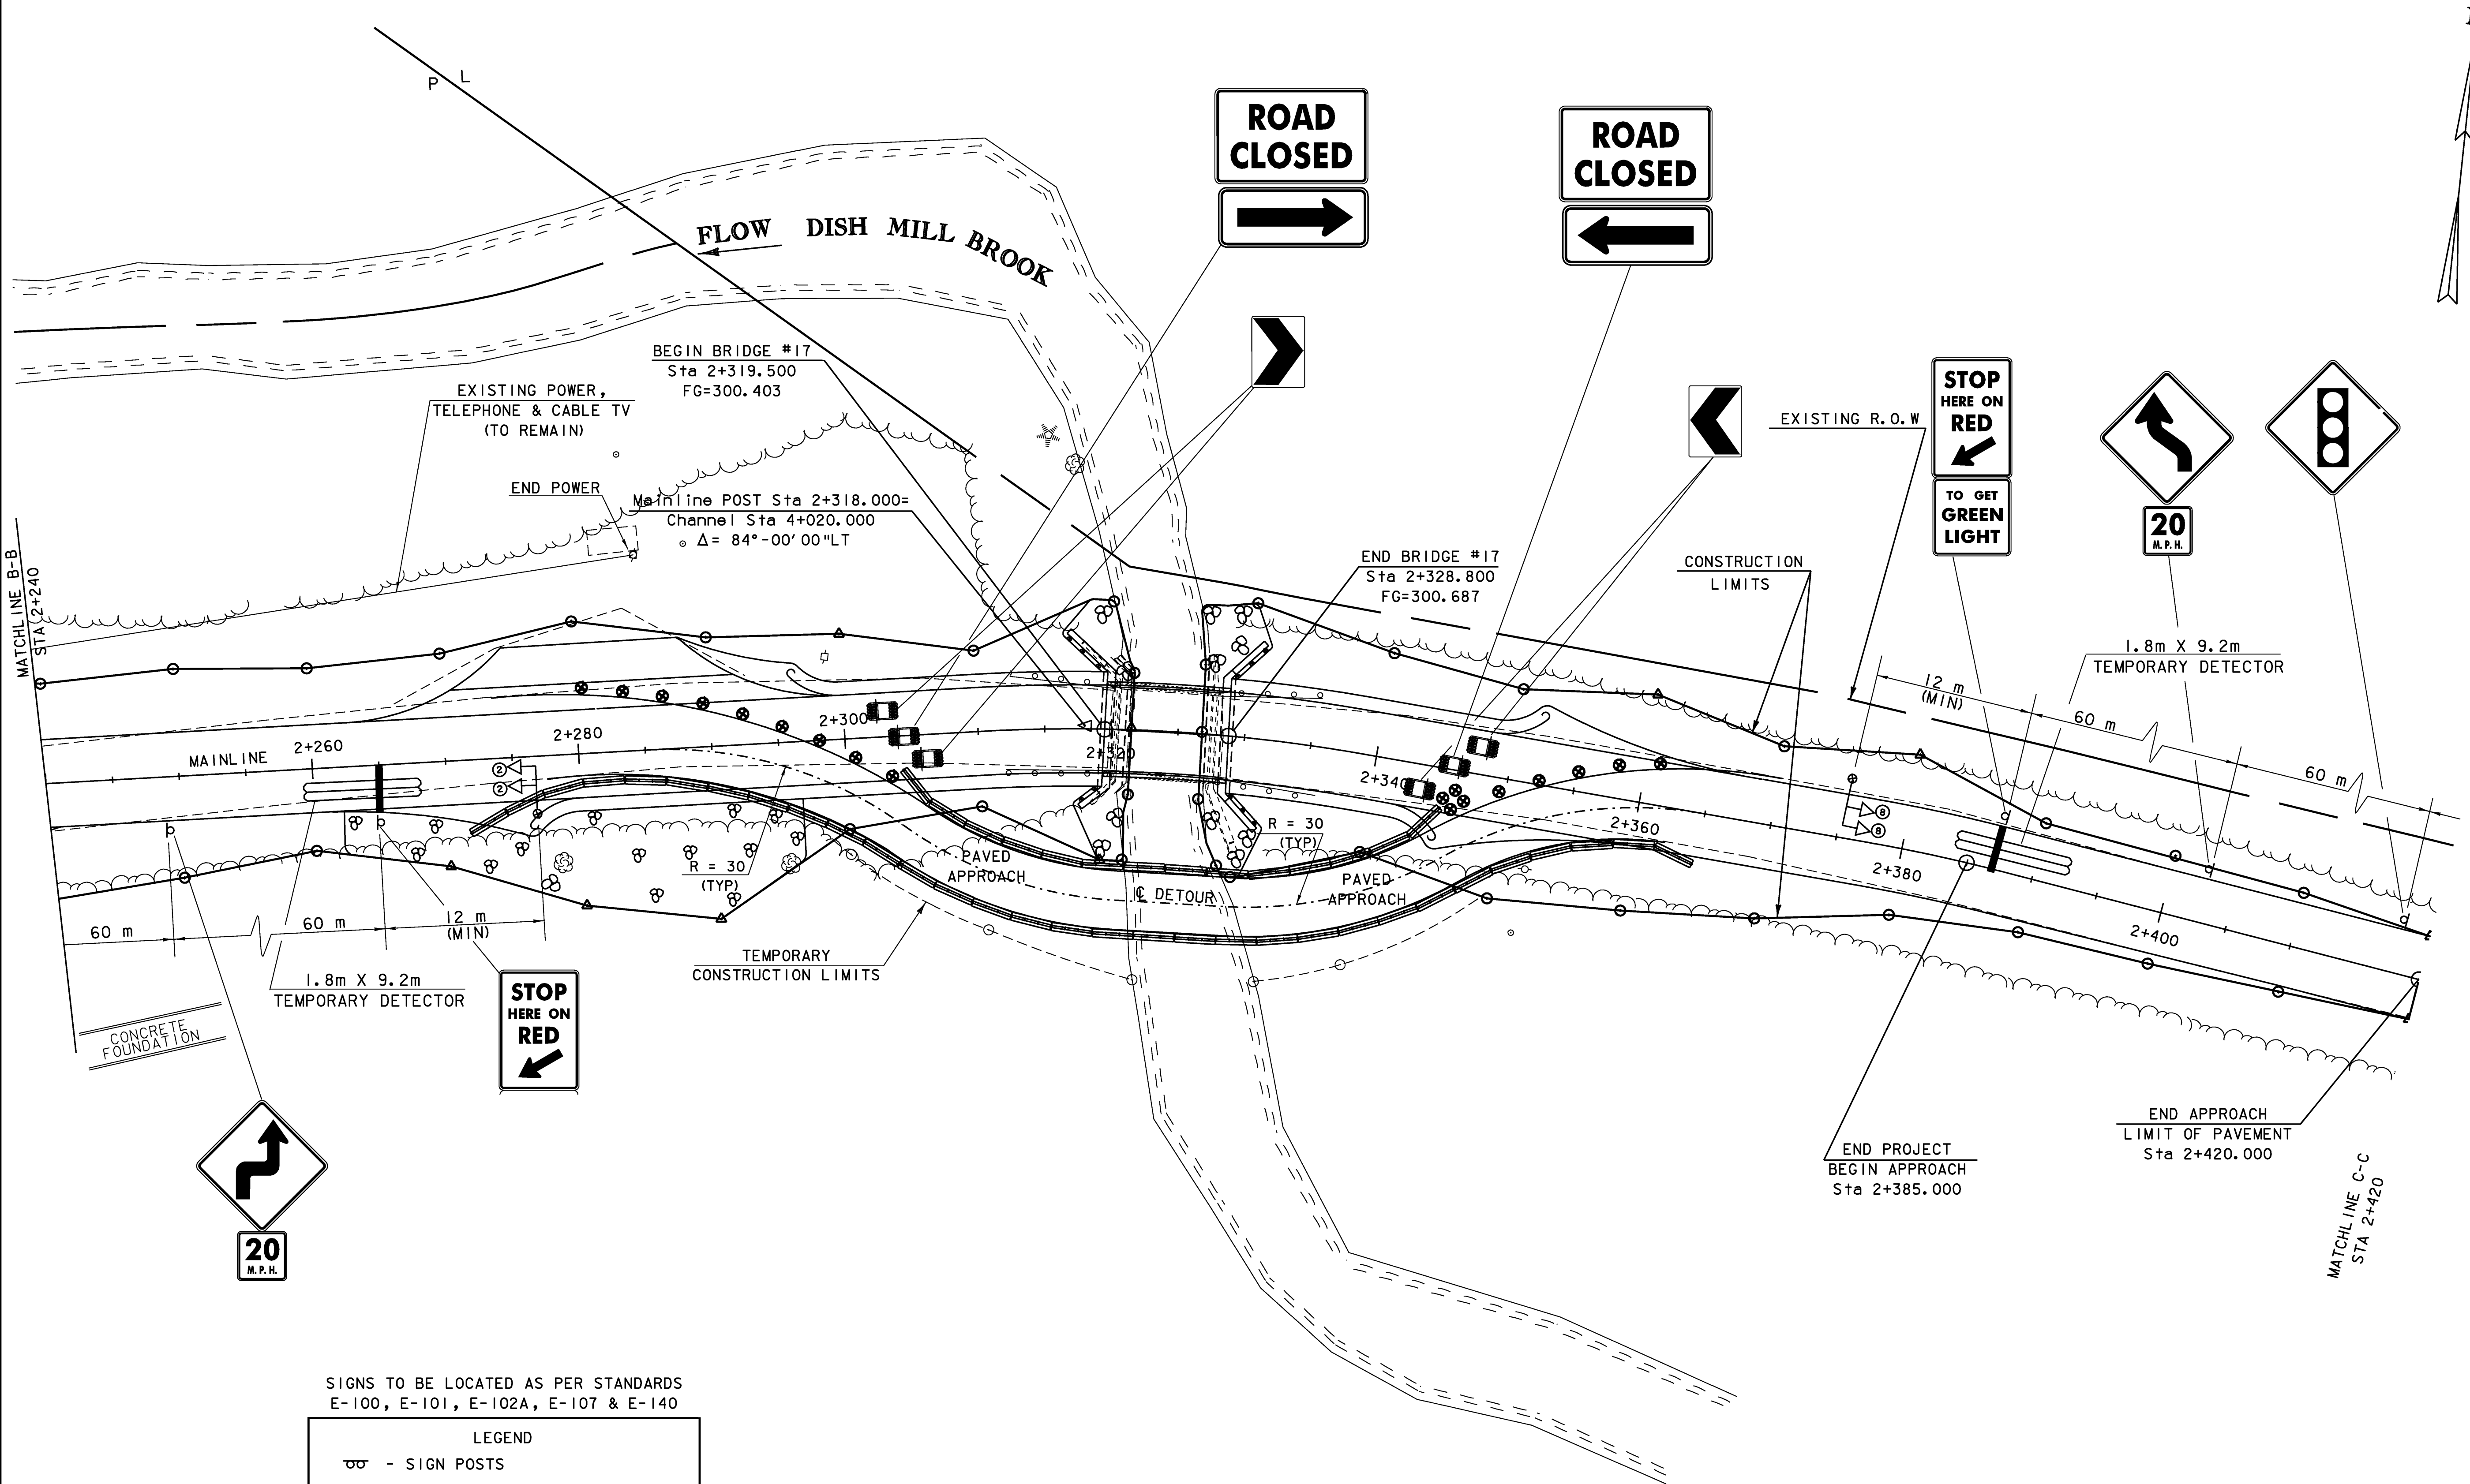 P L
ROAD
CLOSED
ROAD
CLOSED
FLOW DISH MILL BROOK
BEGIN BRIDGE #17
Sta 2+319.500
FG=300.403
EXISTING POWER,
TELEPHONE & CABLE TV
(TO REMAIN)
END POWER
Mainline POST Sta 2+318.000=
Channel Sta 4+020.000
Δ= 84°-00'00"LT
END BRIDGE #17
Sta 2+328.800
FG=300.687
EXISTING R.O.W
STOP
HERE ON
RED
TO GET
GREEN
LIGHT
20
M.P.H.
CONSTRUCTION
LIMITS
1.8m X 9.2m
TEMPORARY DETECTOR
12 m
(MIN)
60 m
60 m
MATCHLINE B-B
STA 2+240
MAINLINE
2+260
2+280
2+300
2+320
2+340
2+360
2+380
2+400
2
2
8
8
R = 30
(TYP)
R = 30
(TYP)
PAVED
APPROACH
℄ DETOUR
PAVED
APPROACH
60 m
60 m
12 m
(MIN)
1.8m X 9.2m
TEMPORARY DETECTOR
TEMPORARY
CONSTRUCTION LIMITS
CONCRETE
FOUNDATION
STOP
HERE ON
RED
20
M.P.H.
END PROJECT
BEGIN APPROACH
Sta 2+385.000
END APPROACH
LIMIT OF PAVEMENT
Sta 2+420.000
MATCHLINE C-C
STA 2+420
SIGNS TO BE LOCATED AS PER STANDARDS
E-100, E-101, E-102A, E-107 & E-140
LEGEND
- SIGN POSTS